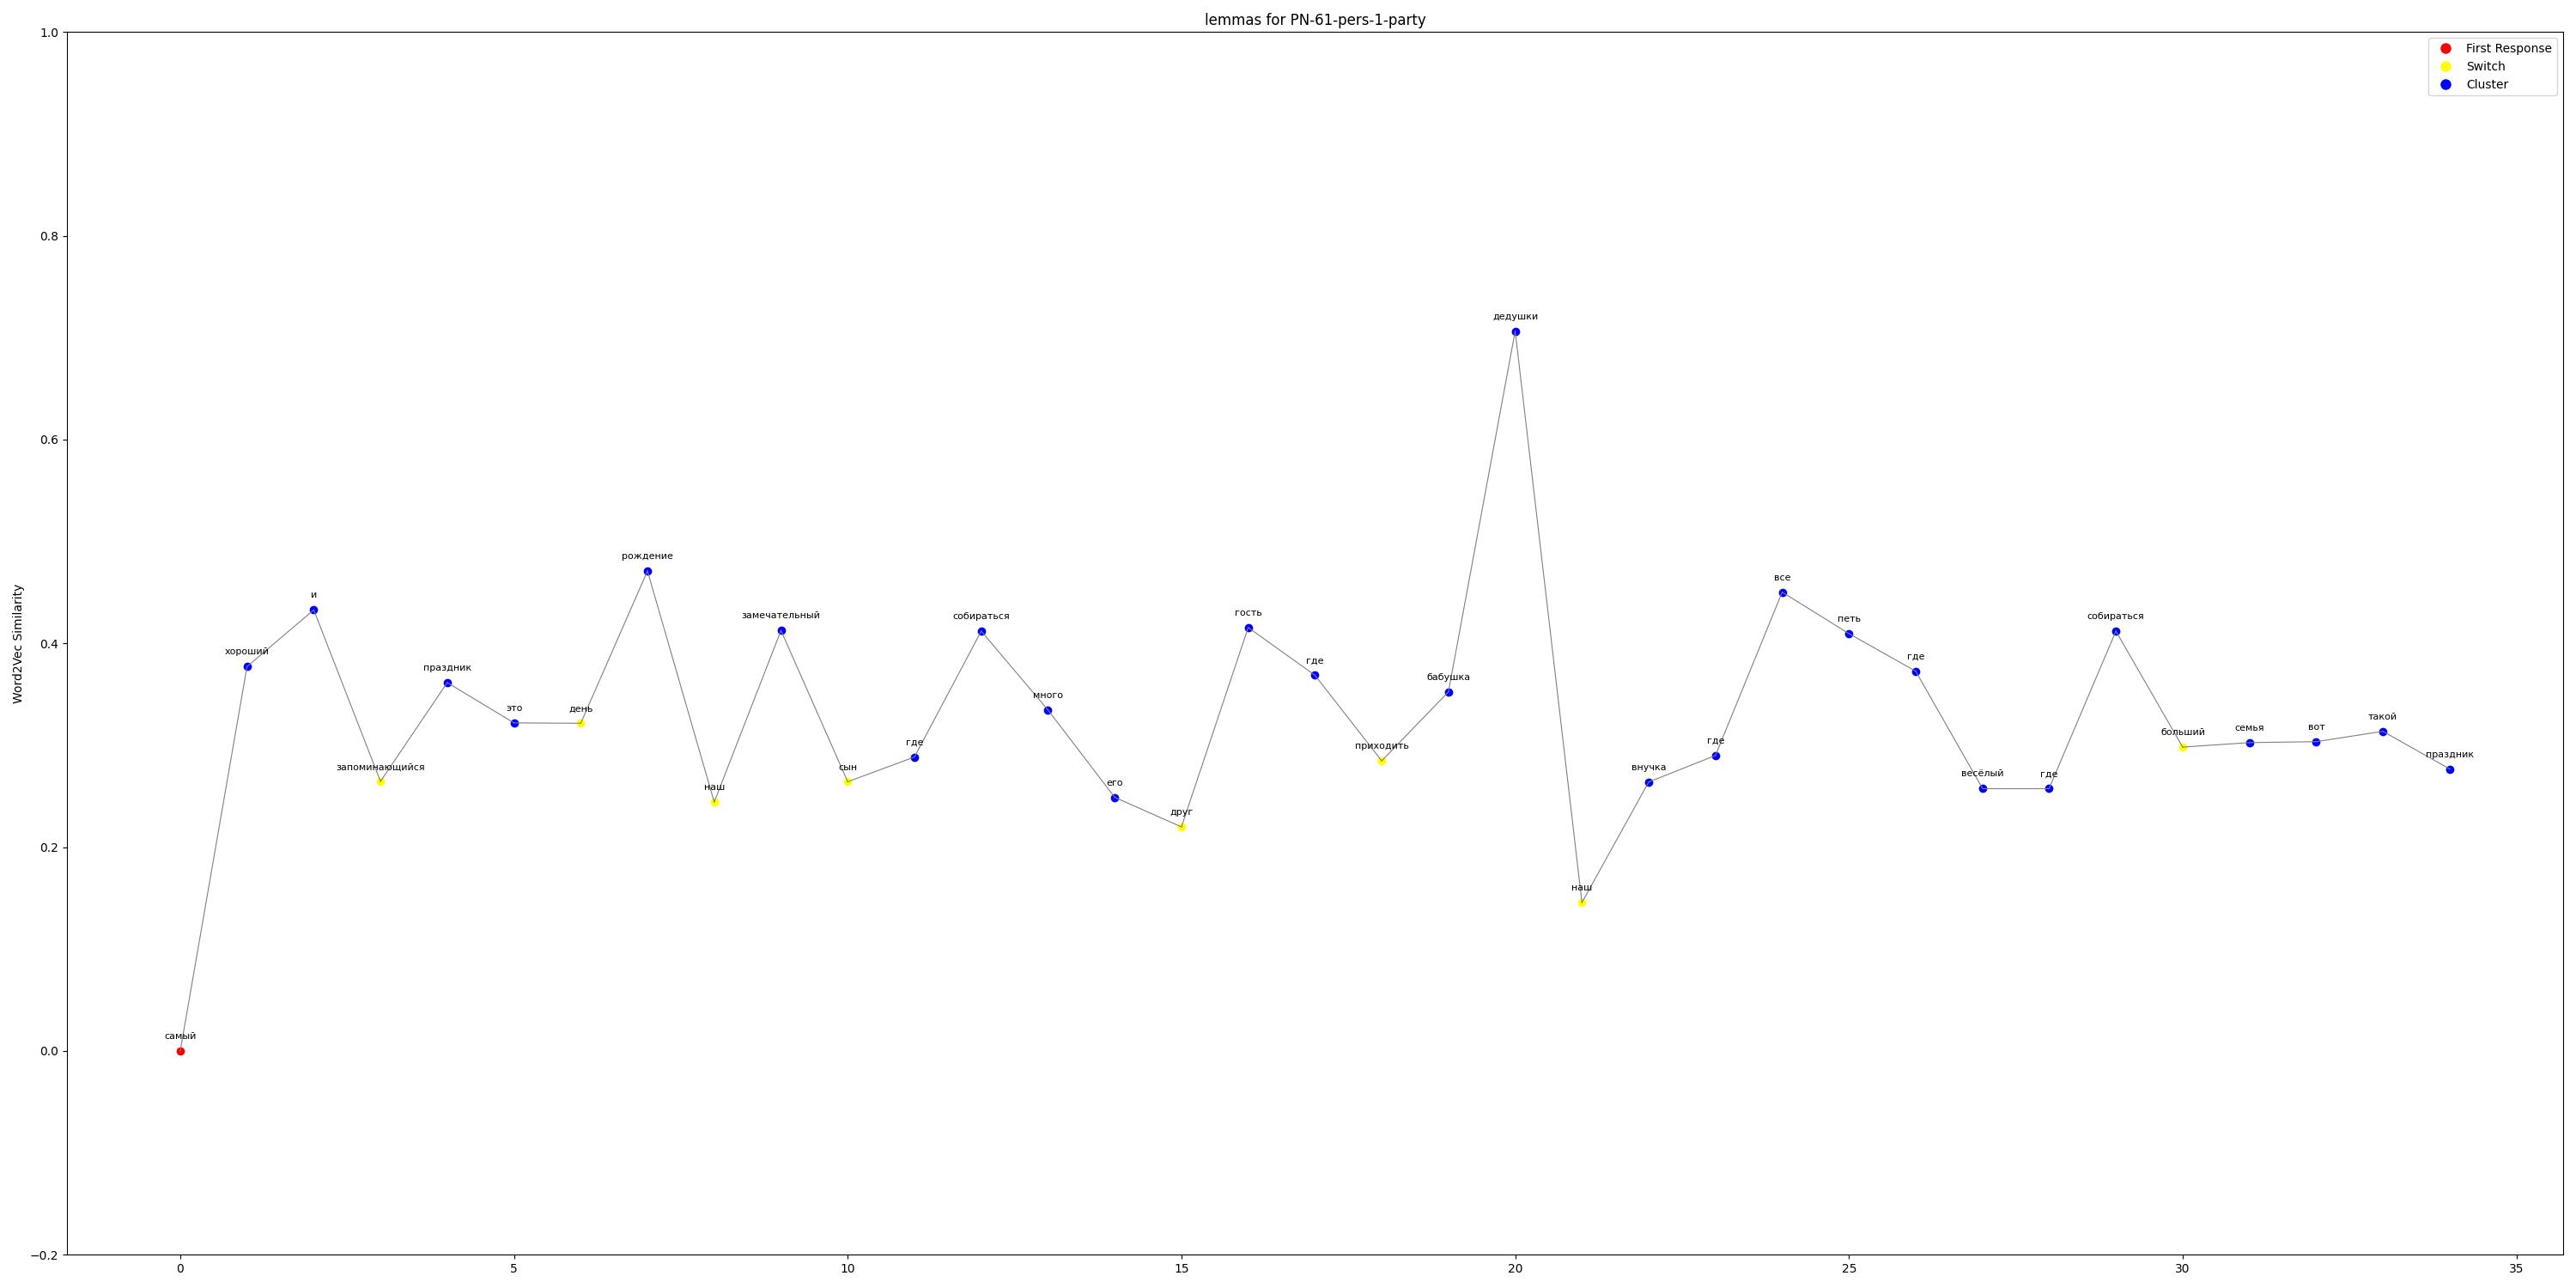 lemmas for PN-61-pers-1-party
First Response
Switch
Cluster
Word2Vec Similarity
1.0
0.8
0.6
0.4
0.2
0.0
−0.2
самый
хороший
и
запоминающийся
праздник
это
день
рождение
наш
замечательный
сын
где
собираться
много
его
друг
гость
где
приходить
бабушка
дедушки
наш
внучка
где
все
петь
где
весёлый
где
собираться
больший
семья
вот
такой
праздник
0 5 10 15 20 25 30 35